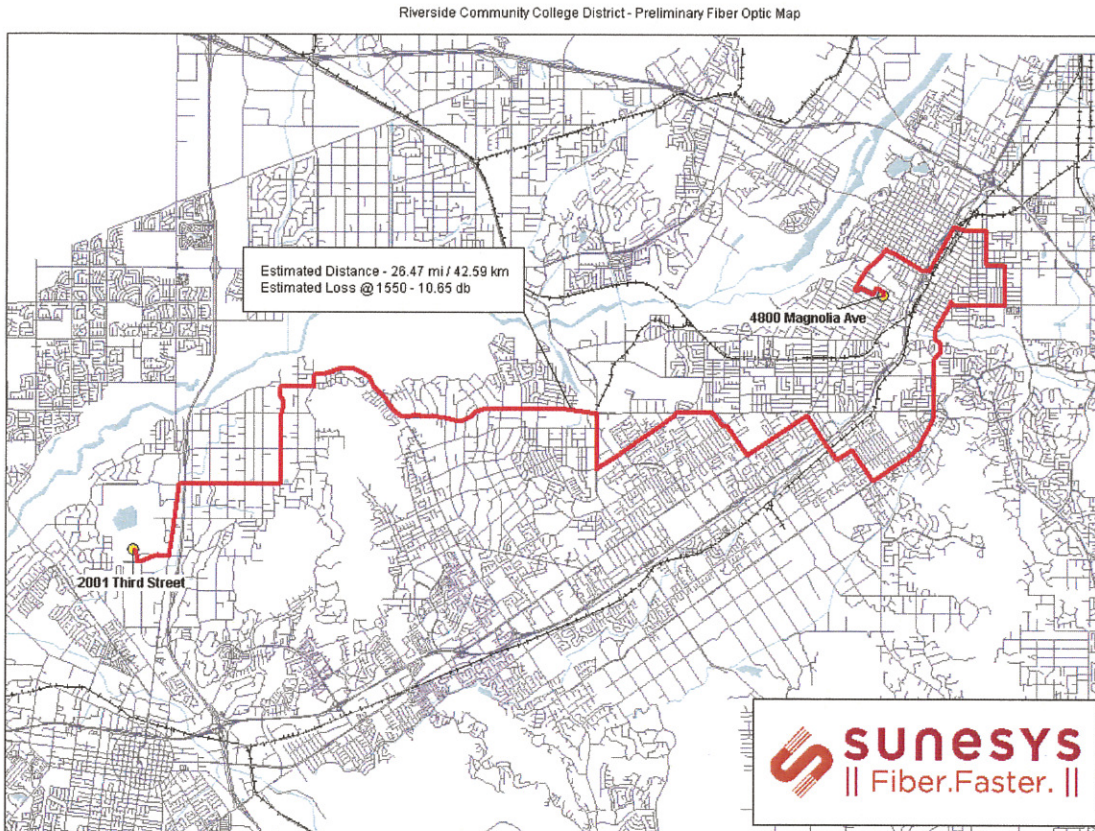 Riverside Community College District - Preliminary Fiber Optic Map
Estimated Distance - 26.47 mi / 42.59 km
Estimated Loss @ 1550 - 10.65 db
4800 Magnolia Ave
2001 Third Street
sunesys
|| Fiber.Faster. ||